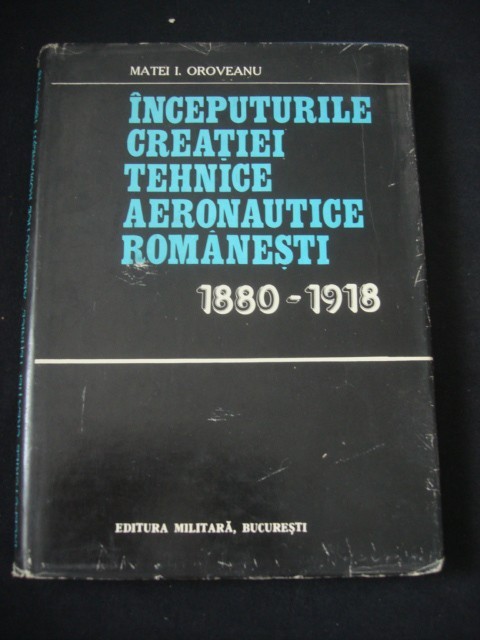 MATEI I. OROVEANU
ÎNCEPUTURILE
CREAȚIEI
TEHNICE
AERONAUTICE
ROMÂNEȘTI
1880-1918
EDITURA MILITARĂ, BUCUREȘTI